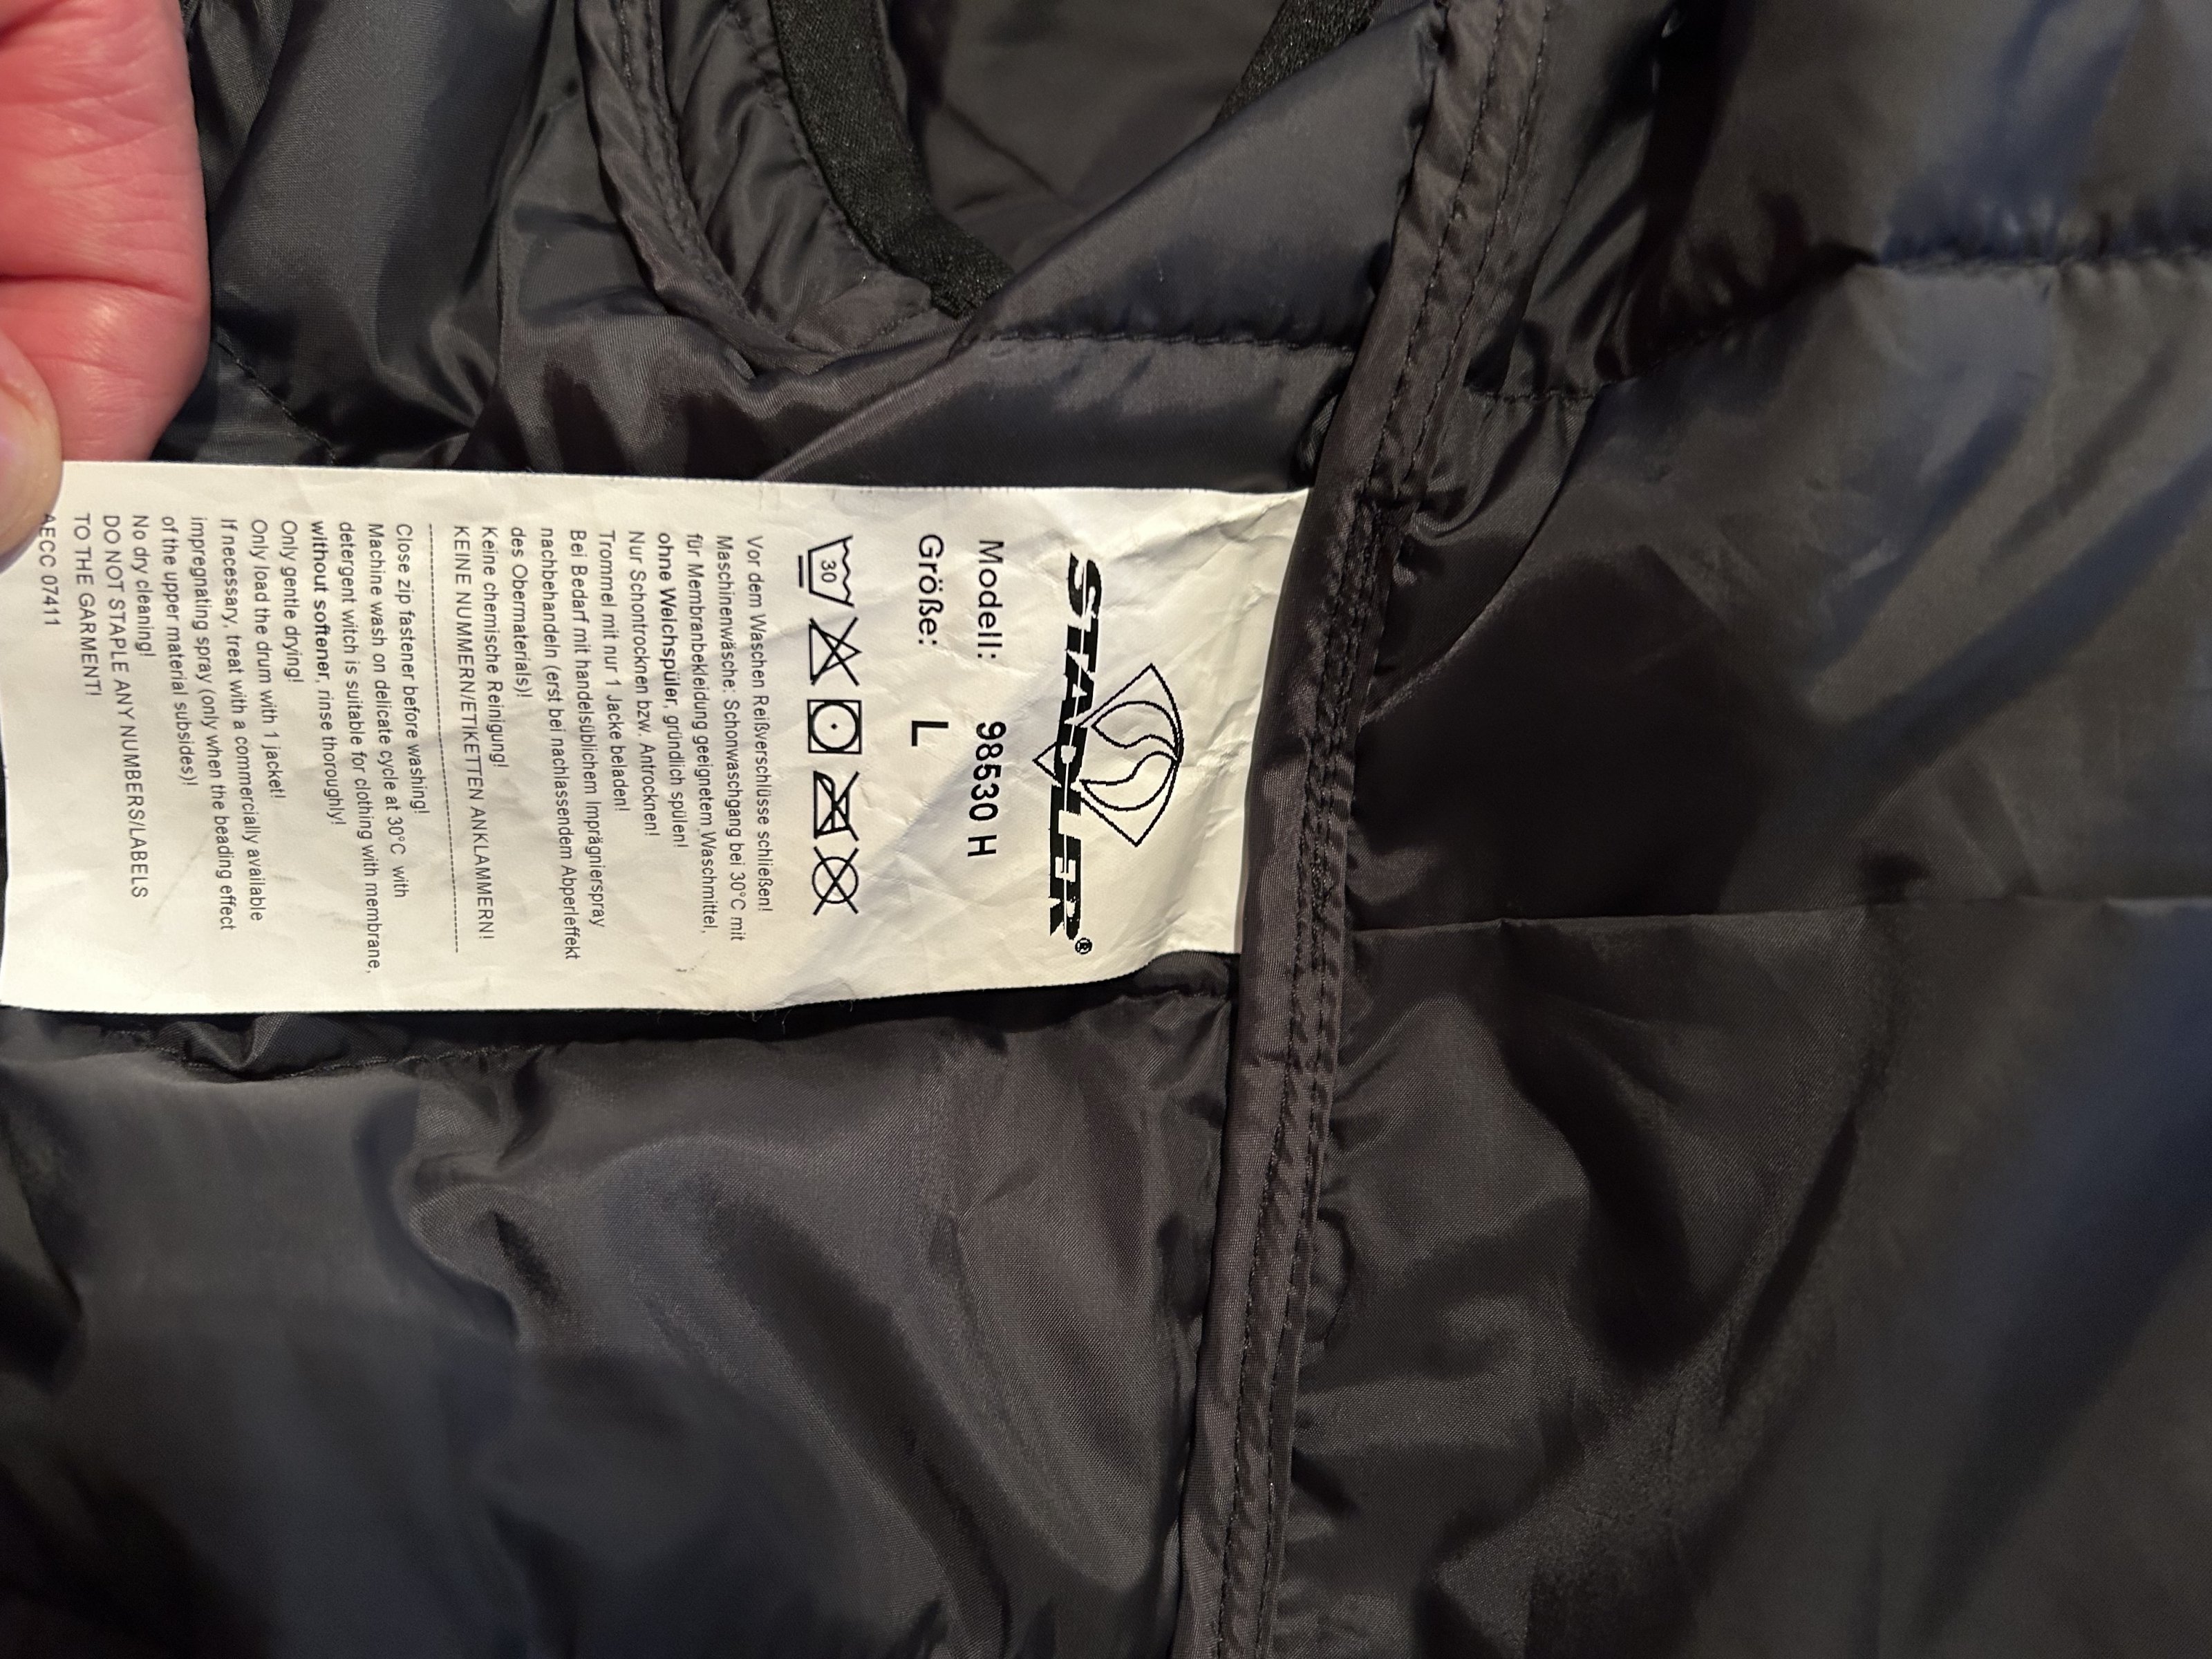 STADLER®
Modell: 98530 H
Größe: L
30
Vor dem Waschen Reißverschlüsse schließen!
Maschinenwäsche: Schonwaschgang bei 30°C mit
für Membranbekleidung geeignetem Waschmittel,
ohne Weichspüler, gründlich spülen!
Nur Schontrocknen bzw. Antrocknen!
Trommel mit nur 1 Jacke beladen!
Bei Bedarf mit handelsüblichem Imprägnierspray
nachbehandeln (erst bei nachlassendem Abperleffekt
des Obermaterials)!
Keine chemische Reinigung!
KEINE NUMMERN/ETIKETTEN ANKLAMMERN!
Close zip fastener before washing!
Machine wash on delicate cycle at 30°C with
detergent witch is suitable for clothing with membrane,
without softener, rinse thoroughly!
Only gentle drying!
Only load the drum with 1 jacket!
If necessary, treat with a commercially available
impregnating spray (only when the beading effect
of the upper material subsides)!
No dry cleaning!
DO NOT STAPLE ANY NUMBERS/LABELS
TO THE GARMENT!
AECC 07411